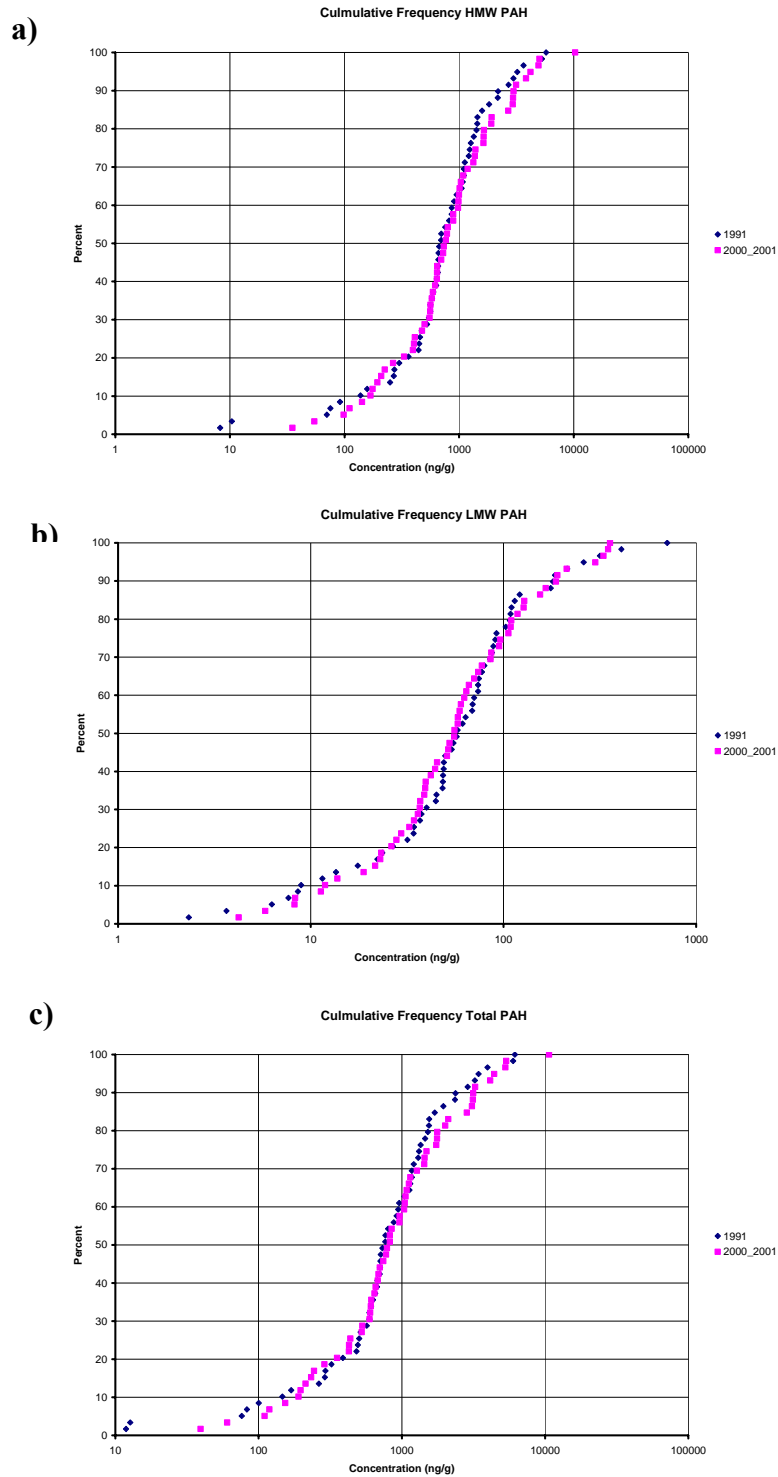 a)
Culmulative Frequency HMW PAH
100
90
80
70
60
50
40
30
20
10
0
Percent
1 10 100 1000 10000 100000
Concentration (ng/g)
1991
2000_2001
b)
Culmulative Frequency LMW PAH
100
90
80
70
60
50
40
30
20
10
0
Percent
1 10 100 1000
Concentration (ng/g)
1991
2000_2001
c)
Culmulative Frequency Total PAH
100
90
80
70
60
50
40
30
20
10
0
Percent
10 100 1000 10000 100000
Concentration (ng/g)
1991
2000_2001